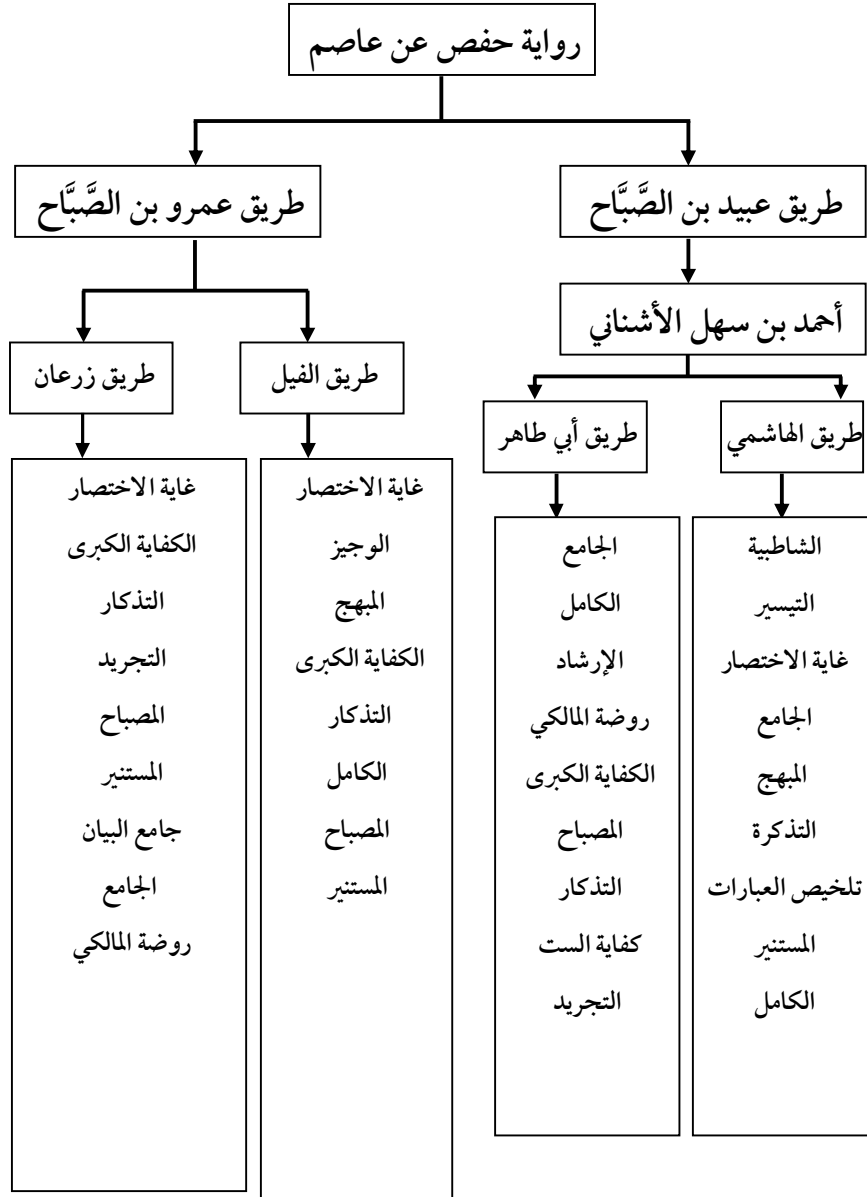 رواية حفص عن عاصم
طريق عبيد بن الصَّبَّاح
طريق عمرو بن الصَّبَّاح
أحمد بن سهل الأشناني
طريق الهاشمي
طريق أبي طاهر
طريق الفيل
طريق زرعان
الشاطبية
التيسير
غاية الاختصار
الجامع
المبهج
التذكرة
تلخيص العبارات
المستنير
الكامل
الجامع
الكامل
الإرشاد
روضة المالكي
الكفاية الكبرى
المصباح
التذكار
كفاية الست
التجريد
غاية الاختصار
الوجيز
المبهج
الكفاية الكبرى
التذكار
الكامل
المصباح
المستنير
غاية الاختصار
الكفاية الكبرى
التذكار
التجريد
المصباح
المستنير
جامع البيان
الجامع
روضة المالكي